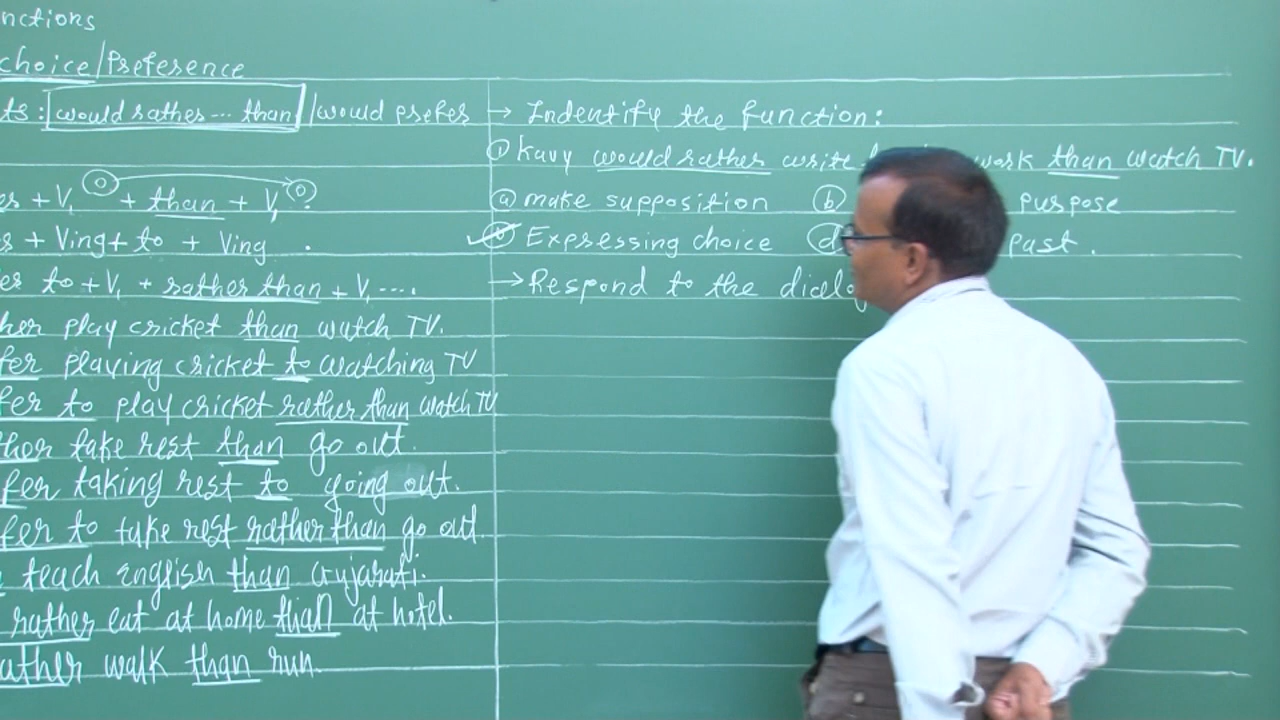 nctions
choice/Preference
ts: would rather... than /would prefer
es + V₁ o + than + V₁ o?
s + Ving + to + Ving .
er to + V₁ + rather than + V₁ ....
her play cricket than watch TV.
fer playing cricket to watching TV
fer to play cricket rather than watch TV
her take rest than go out.
fer taking rest to going out.
fer to take rest rather than go out.
teach English than Gujarati.
rather eat at home than at hotel.
ather walk than run.
→ Indentify the function:
① Kavy would rather write work than watch TV.
ⓐ make supposition ⓑ purpose
✓ Expressing choice ⓓ past.
→ Respond to the